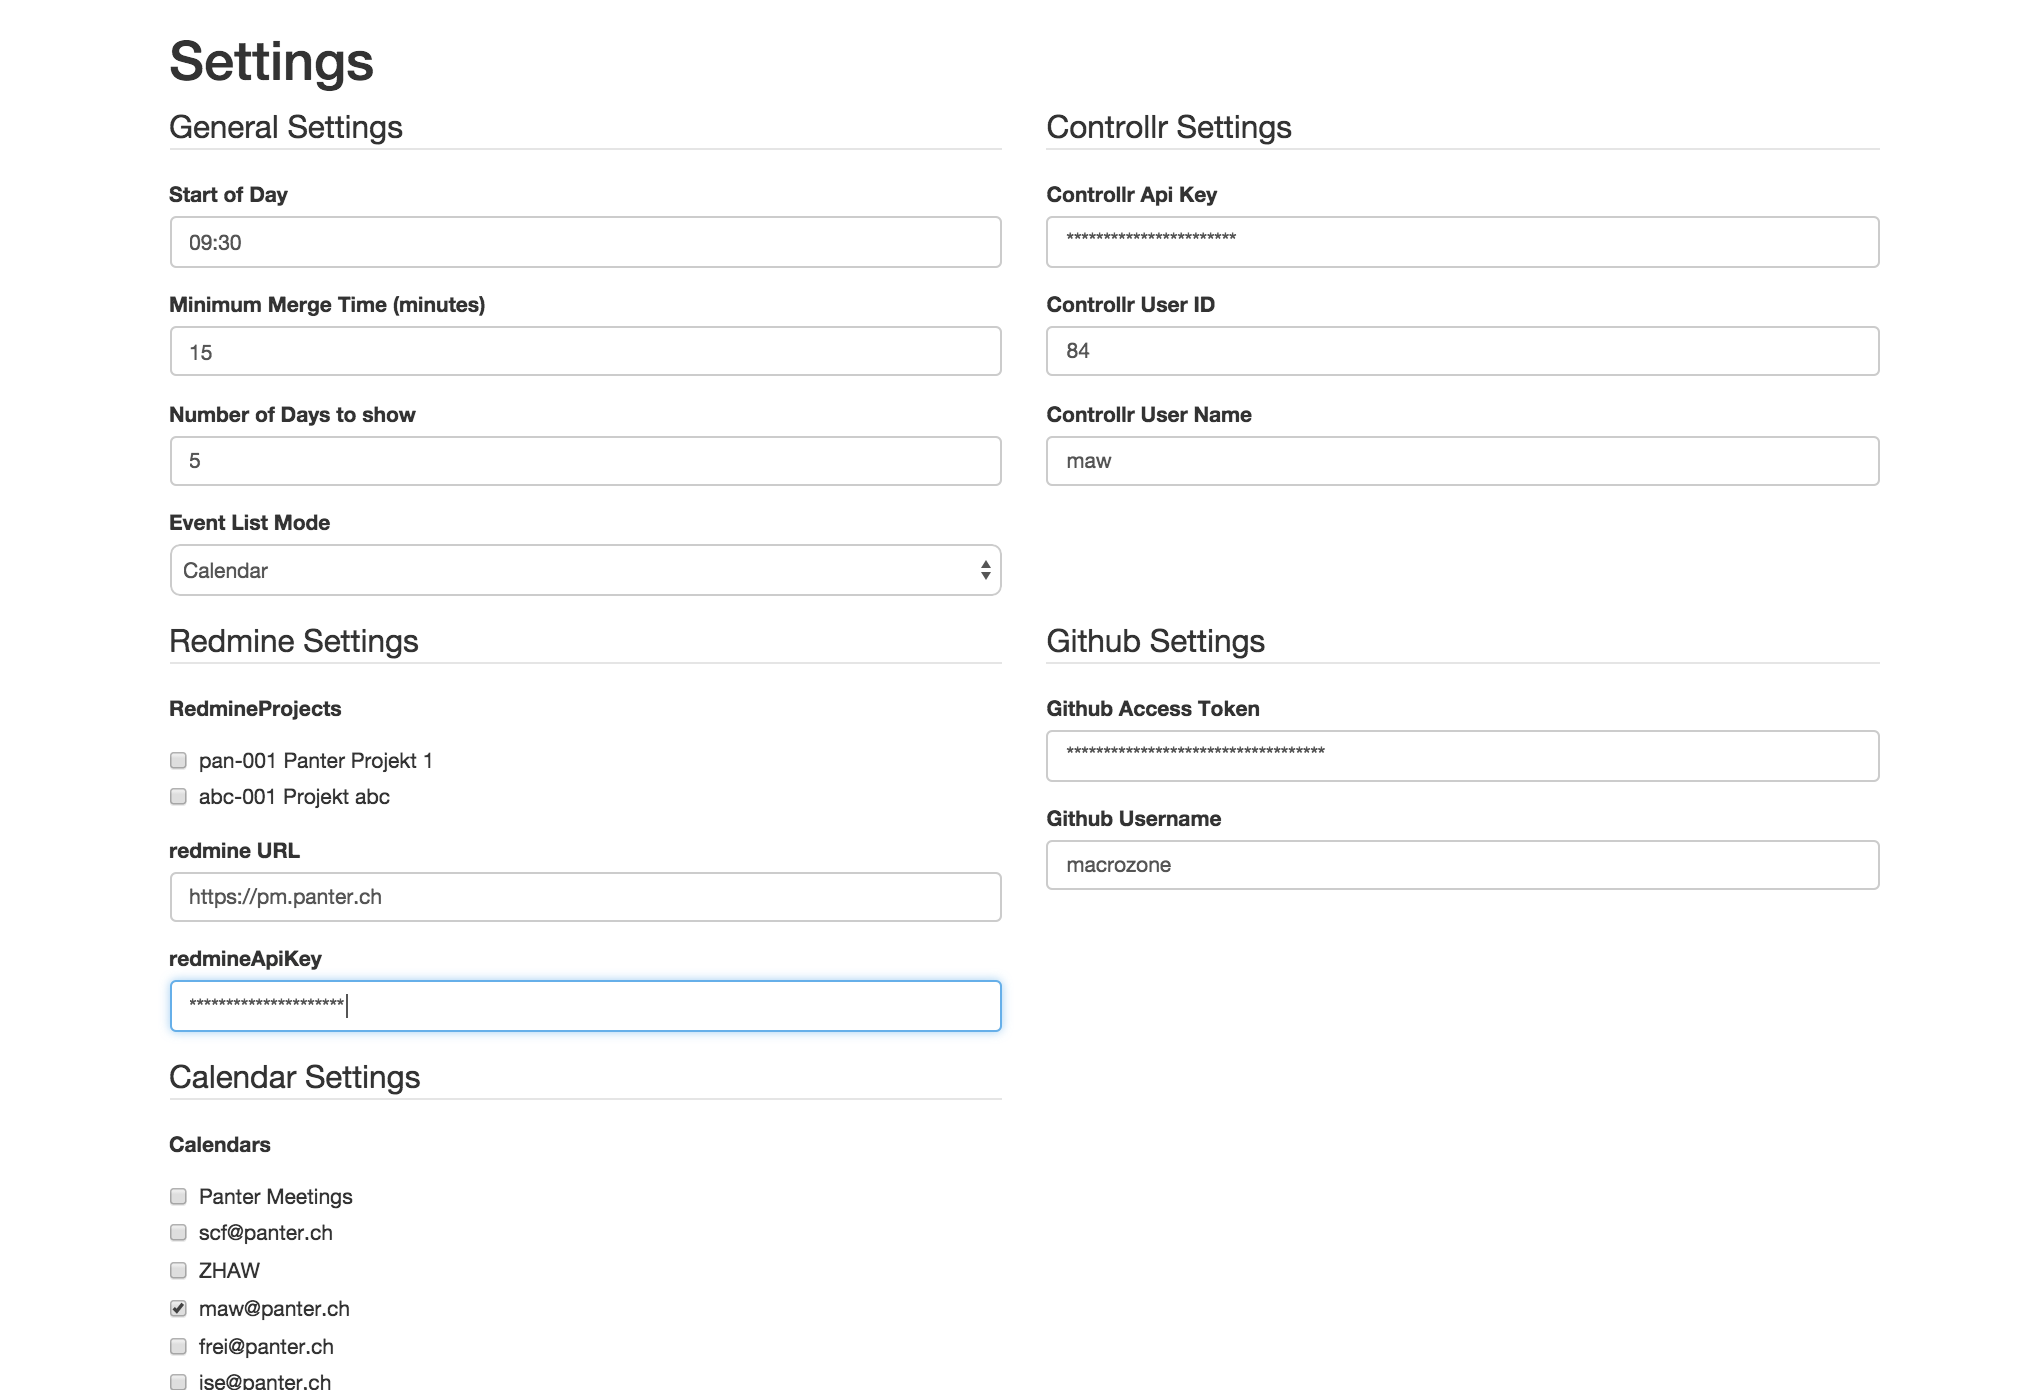 Settings
General Settings
Start of Day
09:30
Minimum Merge Time (minutes)
15
Number of Days to show
5
Event List Mode
Calendar
Controllr Settings
Controllr Api Key
***********************
Controllr User ID
84
Controllr User Name
maw
Redmine Settings
RedmineProjects
pan-001 Panter Projekt 1
abc-001 Projekt abc
redmine URL
https://pm.panter.ch
redmineApiKey
*********************
Github Settings
Github Access Token
***********************************
Github Username
macrozone
Calendar Settings
Calendars
Panter Meetings
scf@panter.ch
ZHAW
maw@panter.ch
frei@panter.ch
ise@panter.ch